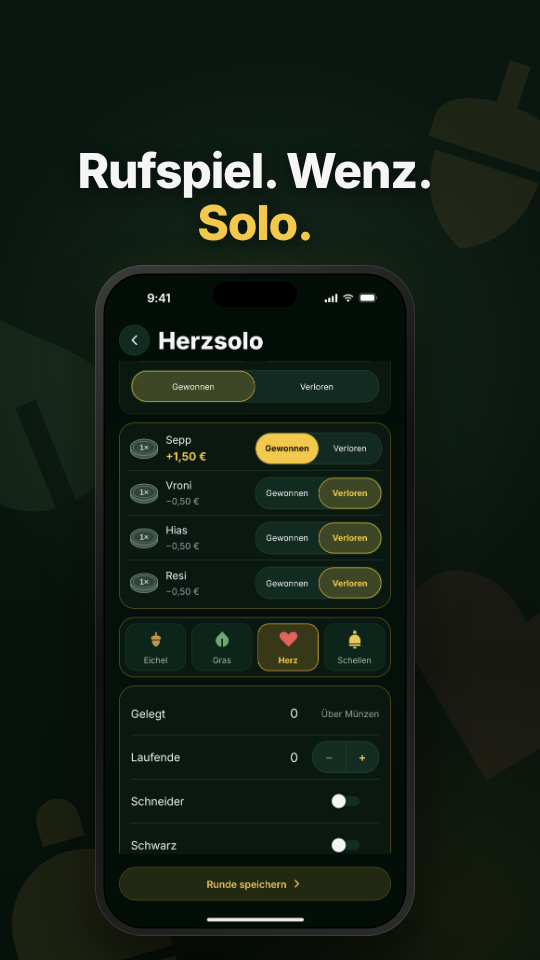 Rufspiel. Wenz.
Solo.
9:41
Herzsolo
Gewonnen Verloren
1× Sepp Gewonnen Verloren
+1,50 €
1× Vroni Gewonnen Verloren
−0,50 €
1× Hias Gewonnen Verloren
−0,50 €
1× Resi Gewonnen Verloren
−0,50 €
Eichel Gras Herz Schellen
Gelegt 0 Über Münzen
Laufende 0 − +
Schneider
Schwarz
Runde speichern